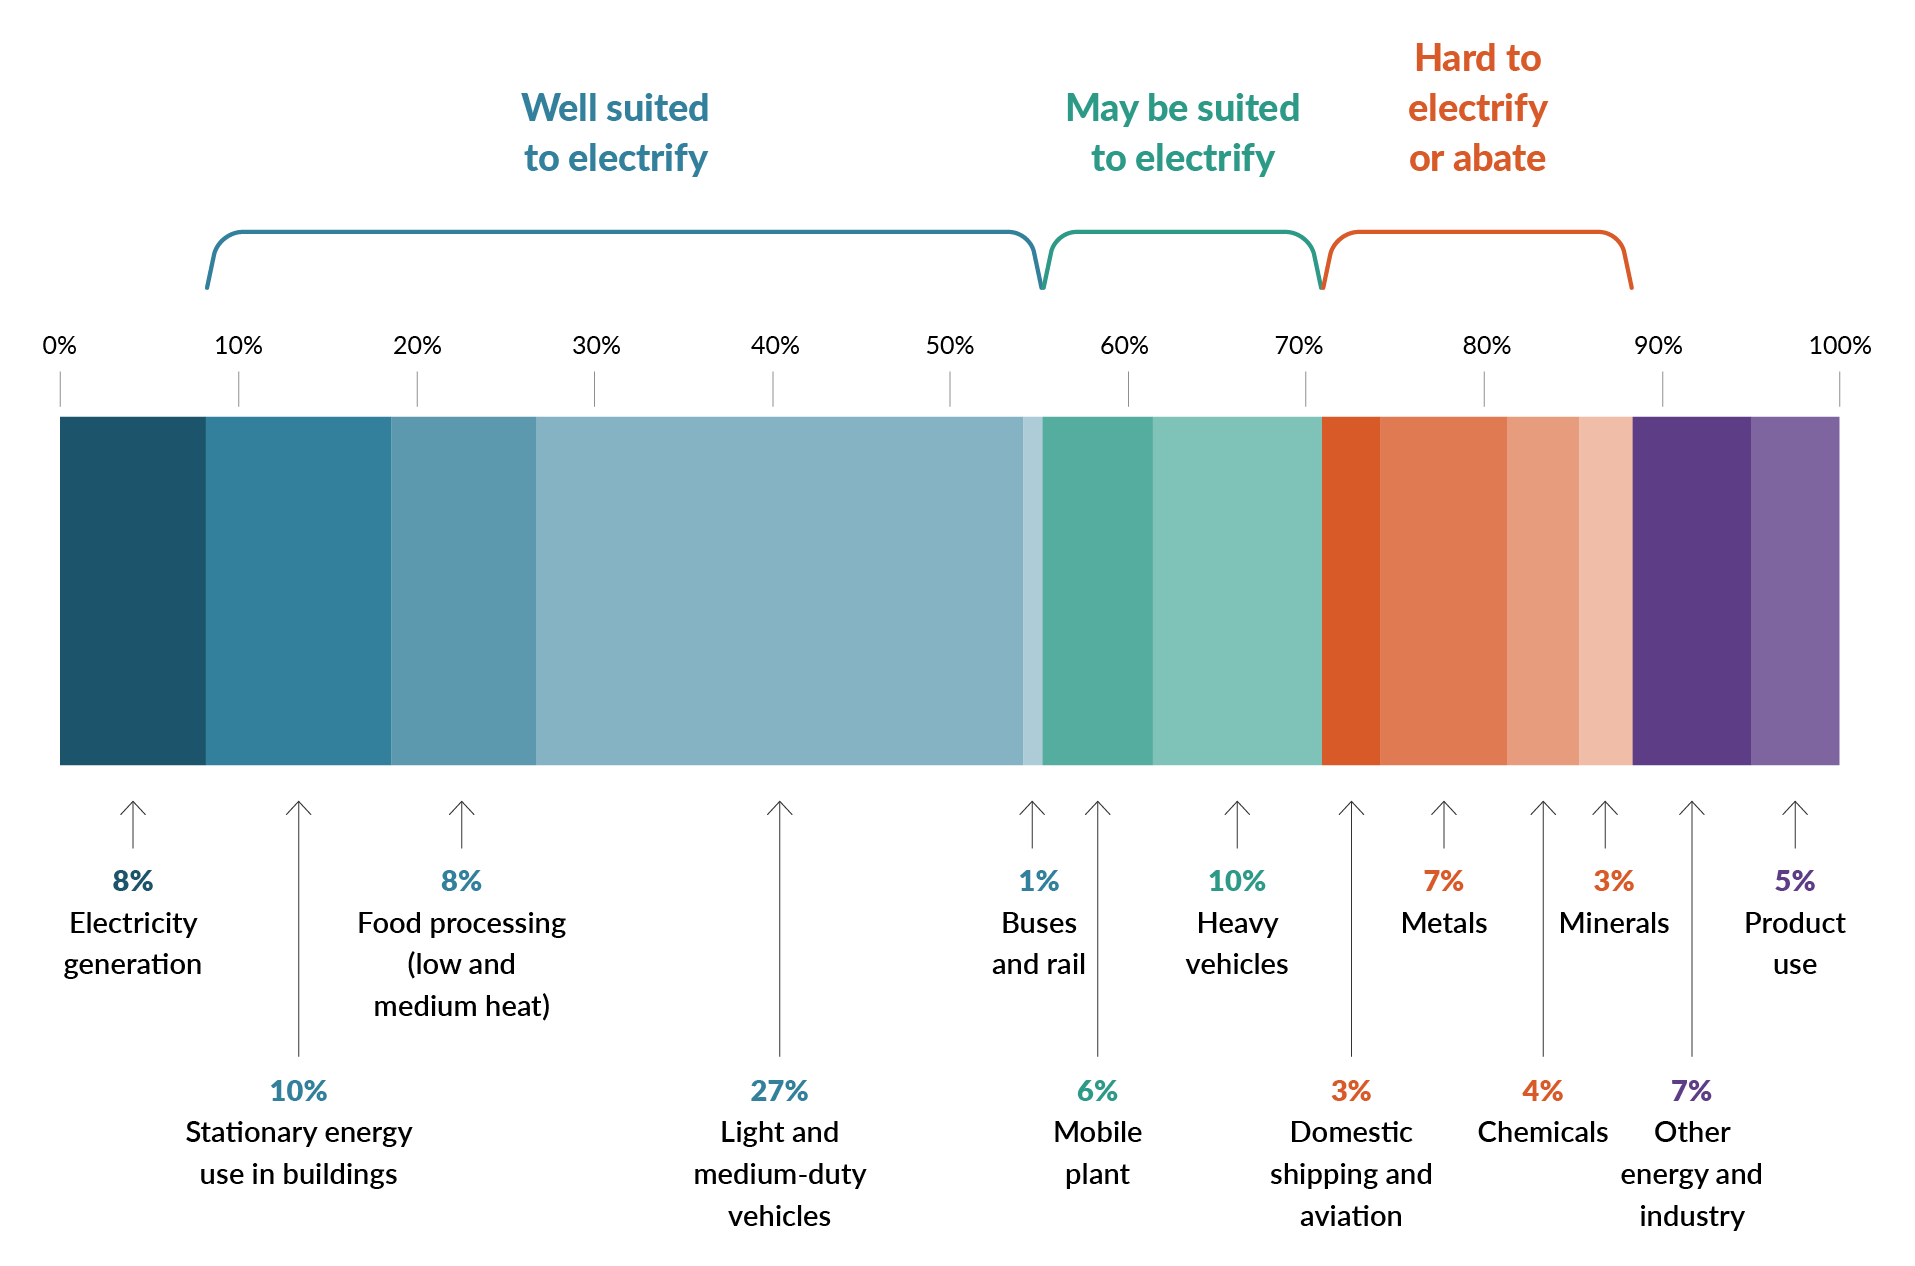 Well suited
to electrify
May be suited
to electrify
Hard to
electrify
or abate
0%
10%
20%
30%
40%
50%
60%
70%
80%
90%
100%
8%
Electricity
generation
10%
Stationary energy
use in buildings
8%
Food processing
(low and
medium heat)
27%
Light and
medium-duty
vehicles
1%
Buses
and rail
6%
Mobile
plant
10%
Heavy
vehicles
3%
Domestic
shipping and
aviation
7%
Metals
4%
Chemicals
3%
Minerals
7%
Other
energy and
industry
5%
Product
use